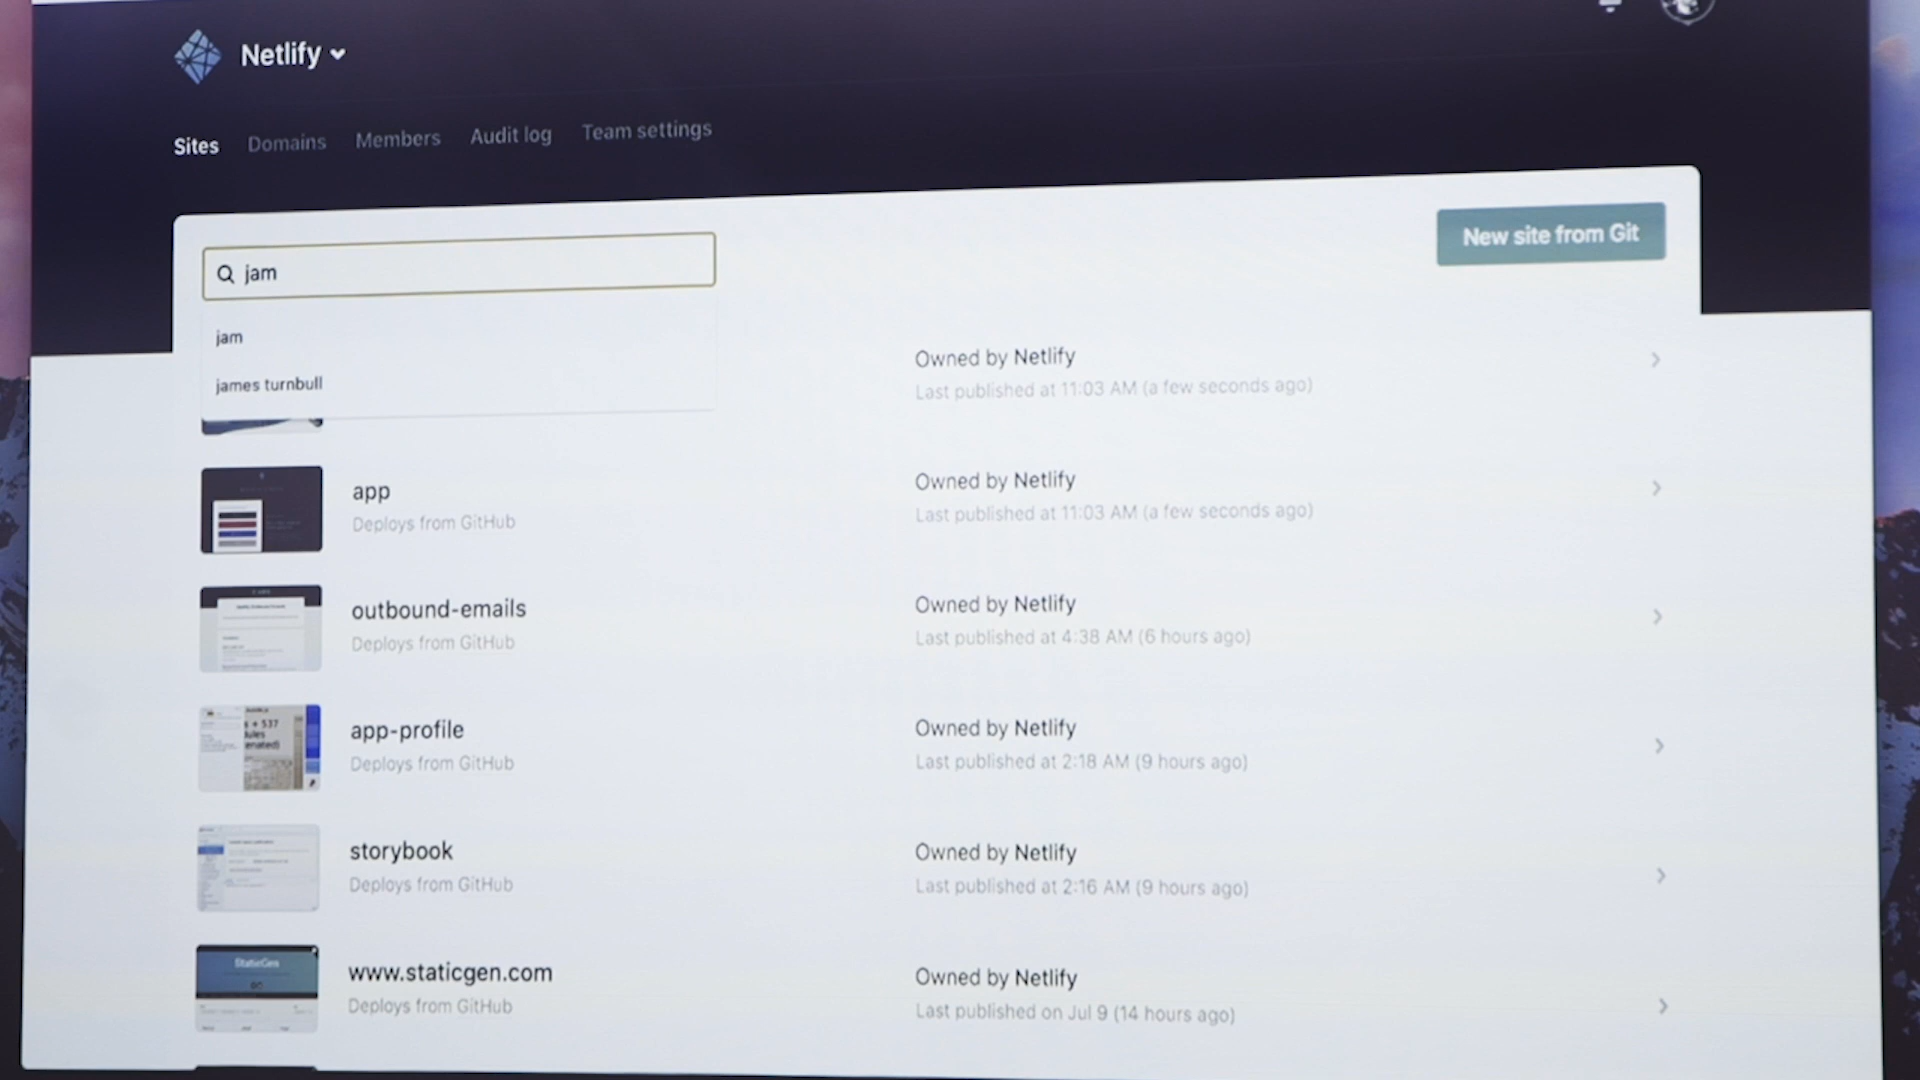 Netlify
Sites Domains Members Audit log Team settings
New site from Git
jam
jam
james turnbull
Owned by Netlify
Last published at 11:03 AM (a few seconds ago)
app
Deploys from GitHub
Owned by Netlify
Last published at 11:03 AM (a few seconds ago)
outbound-emails
Deploys from GitHub
Owned by Netlify
Last published at 4:38 AM (6 hours ago)
s + 537
enated)
app-profile
Deploys from GitHub
Owned by Netlify
Last published at 2:18 AM (9 hours ago)
storybook
Deploys from GitHub
Owned by Netlify
Last published at 2:16 AM (9 hours ago)
StaticGen
www.staticgen.com
Deploys from GitHub
Owned by Netlify
Last published on Jul 9 (14 hours ago)